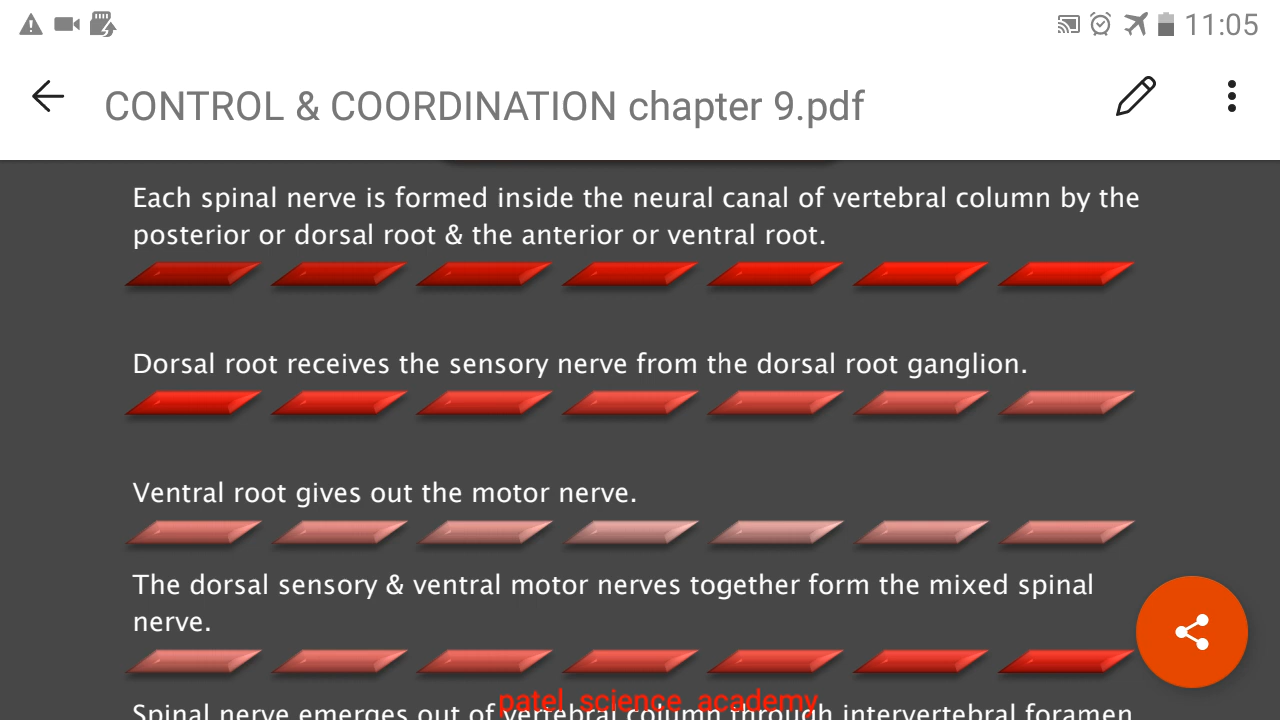 11:05
CONTROL & COORDINATION chapter 9.pdf
Each spinal nerve is formed inside the neural canal of vertebral column by the
posterior or dorsal root & the anterior or ventral root.
Dorsal root receives the sensory nerve from the dorsal root ganglion.
Ventral root gives out the motor nerve.
The dorsal sensory & ventral motor nerves together form the mixed spinal
nerve.
patel science academy
Spinal nerve emerges out of vertebral column through intervertebral foramen